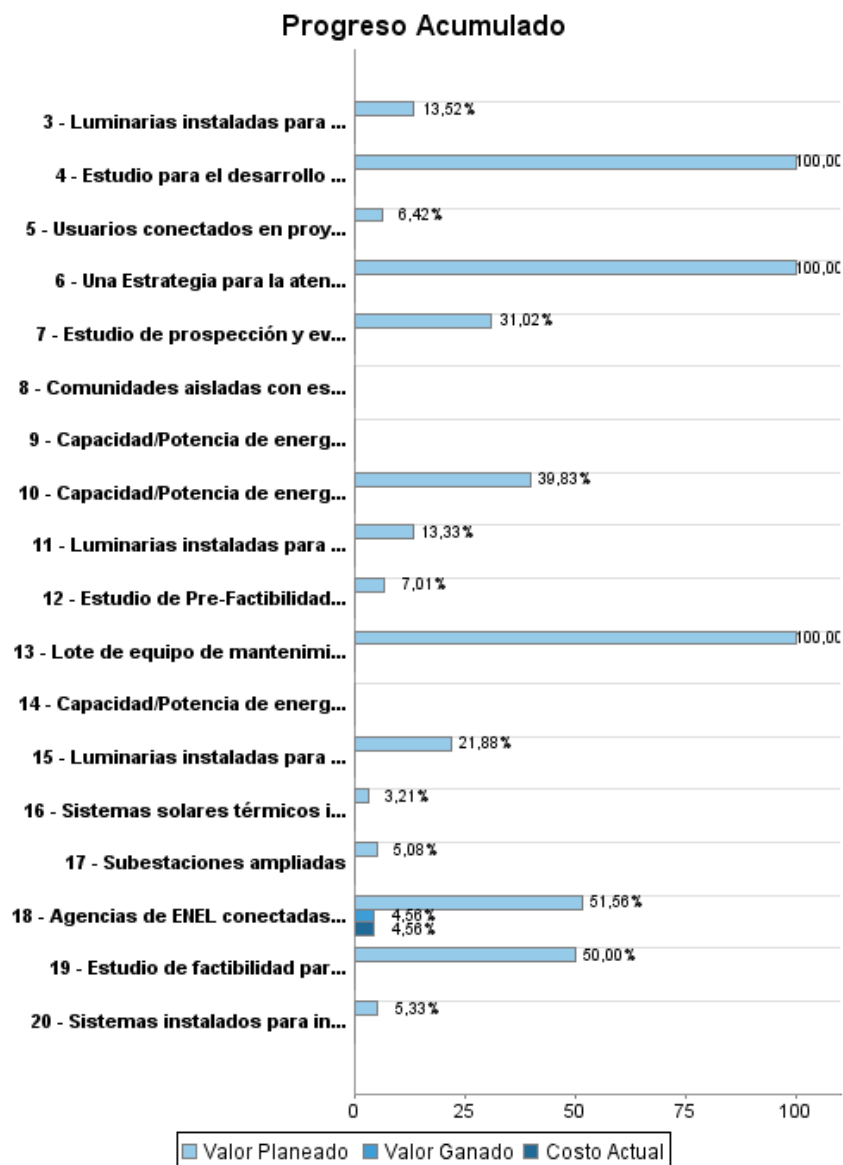 Progreso Acumulado
3 - Luminarias instaladas para ...
13,52%
4 - Estudio para el desarrollo ...
100,00
5 - Usuarios conectados en proy...
6,42%
6 - Una Estrategia para la aten...
100,00
7 - Estudio de prospección y ev...
31,02%
8 - Comunidades aisladas con es...
9 - Capacidad/Potencia de energ...
10 - Capacidad/Potencia de energ...
39,83%
11 - Luminarias instaladas para ...
13,33%
12 - Estudio de Pre-Factibilidad...
7,01%
13 - Lote de equipo de mantenimi...
100,00
14 - Capacidad/Potencia de energ...
15 - Luminarias instaladas para ...
21,88%
16 - Sistemas solares térmicos i...
3,21%
17 - Subestaciones ampliadas
5,08%
18 - Agencias de ENEL conectadas...
51,56%
4,56%
4,56%
19 - Estudio de factibilidad par...
50,00%
20 - Sistemas instalados para in...
5,33%
0 25 50 75 100
Valor Planeado Valor Ganado Costo Actual